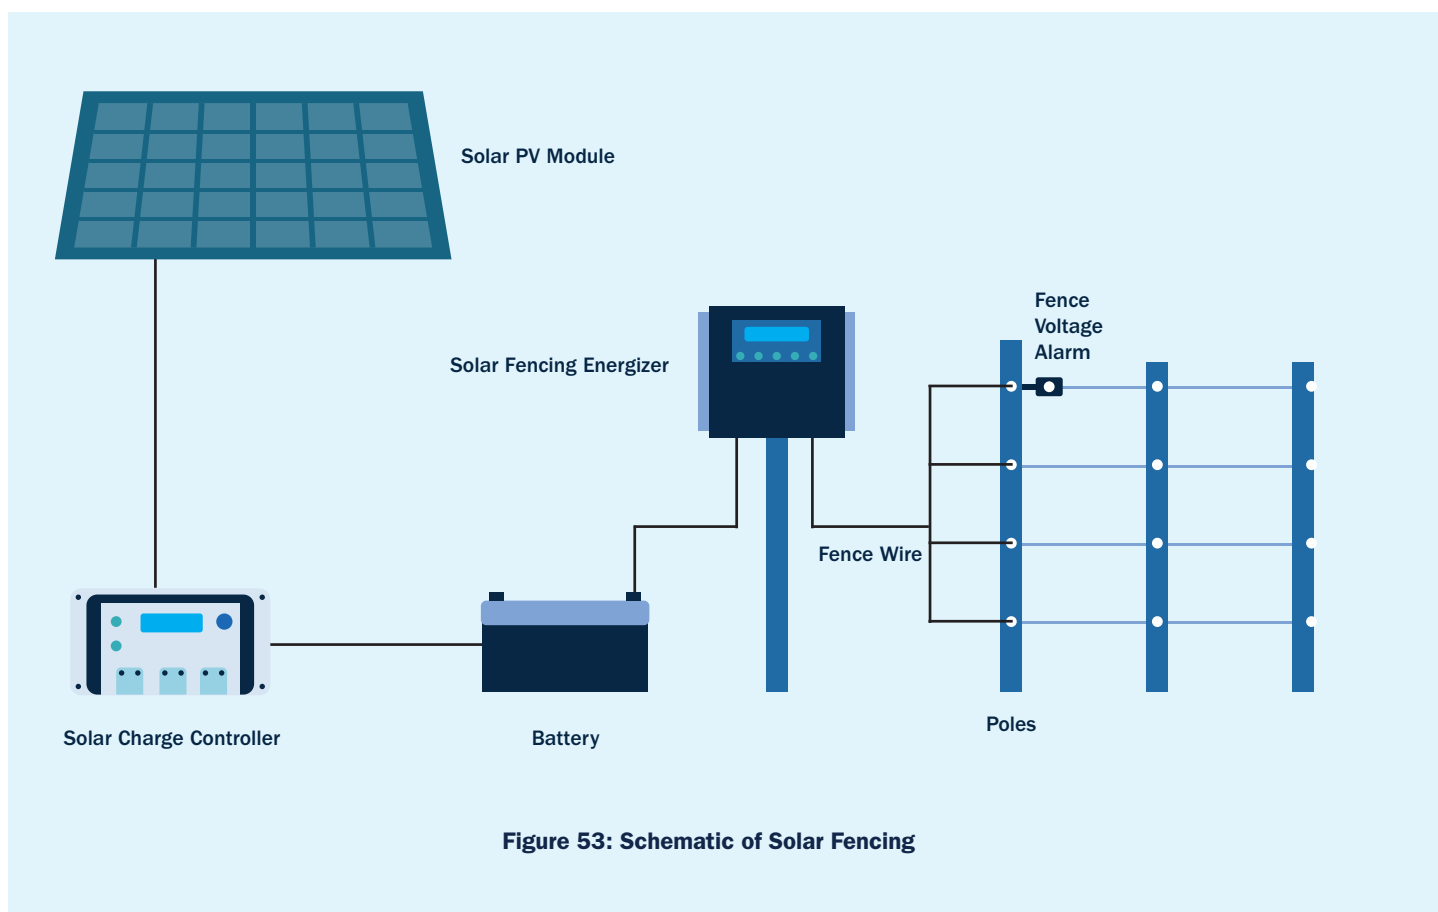 Solar PV Module
Fence
Voltage
Alarm
Solar Fencing Energizer
Fence Wire
Poles
Solar Charge Controller
Battery
Figure 53: Schematic of Solar Fencing